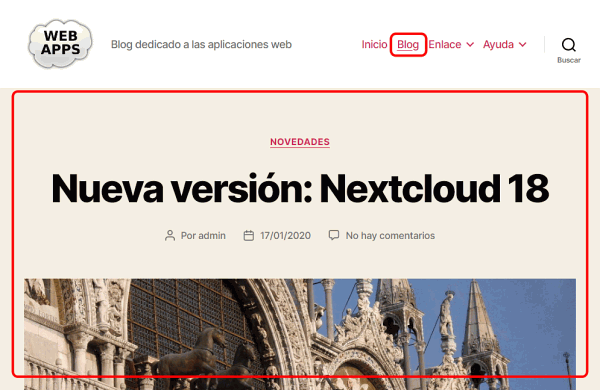 WEB
APPS
Blog dedicado a las aplicaciones web
Inicio Blog Enlace Ayuda
Buscar
NOVEDADES
Nueva versión: Nextcloud 18
Por admin 17/01/2020 No hay comentarios